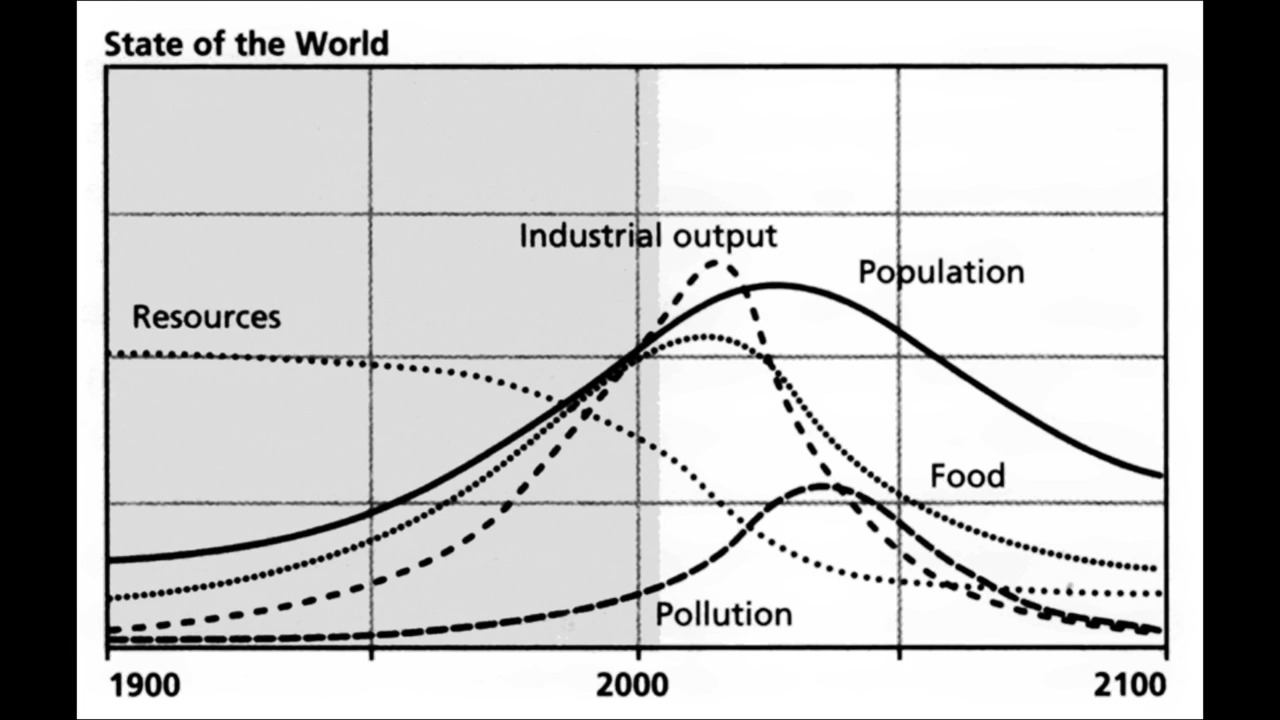 State of the World
Industrial output
Population
Resources
Food
Pollution
1900 2000 2100